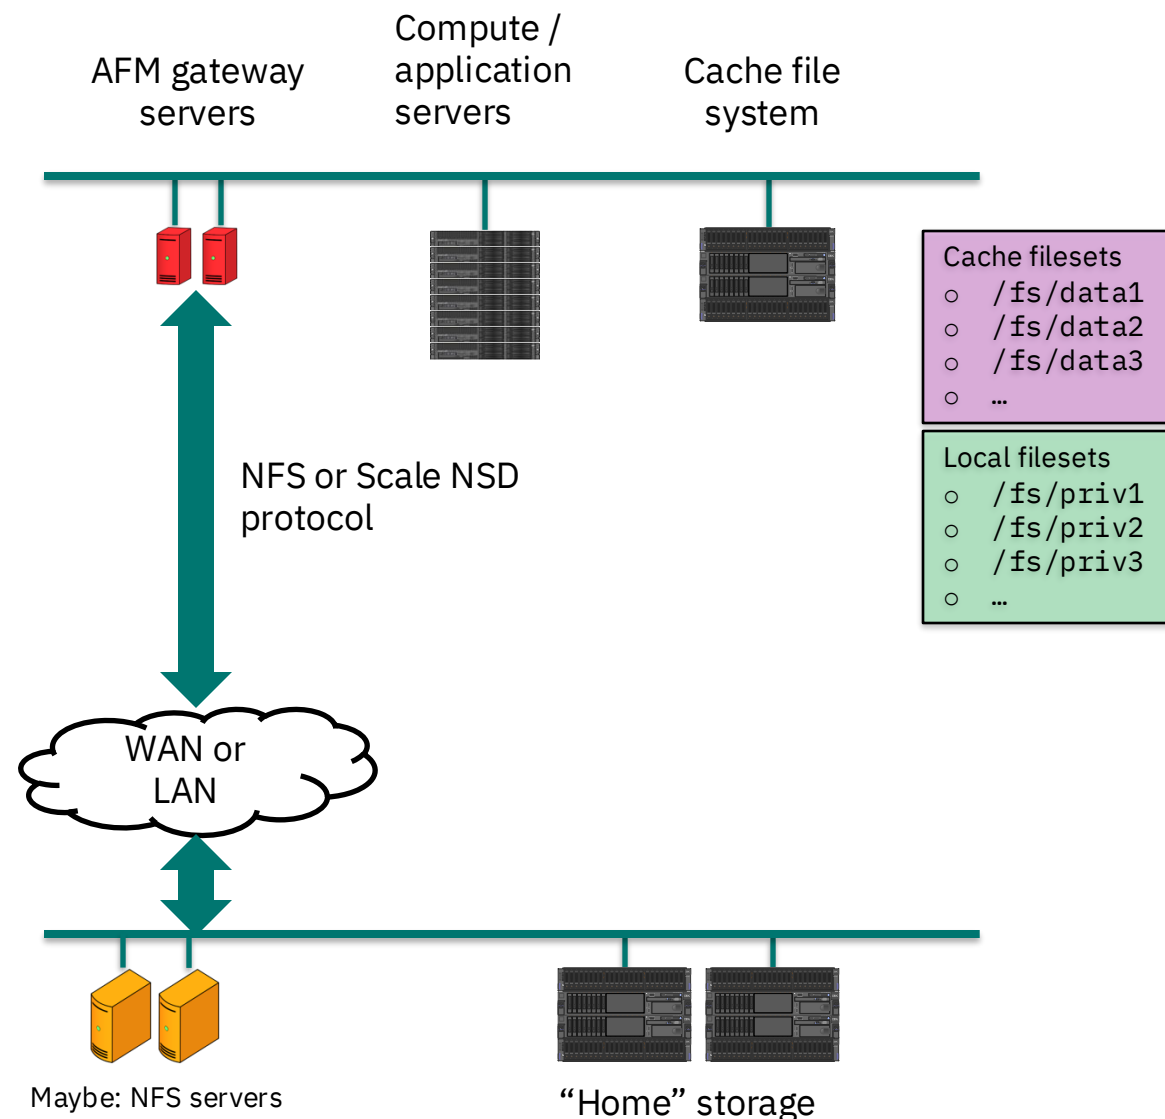 AFM gateway
servers
Compute /
application
servers
Cache file
system
Cache filesets
○ /fs/data1
○ /fs/data2
○ /fs/data3
○ …
Local filesets
○ /fs/priv1
○ /fs/priv2
○ /fs/priv3
○ …
NFS or Scale NSD
protocol
WAN or
LAN
Maybe: NFS servers
“Home” storage